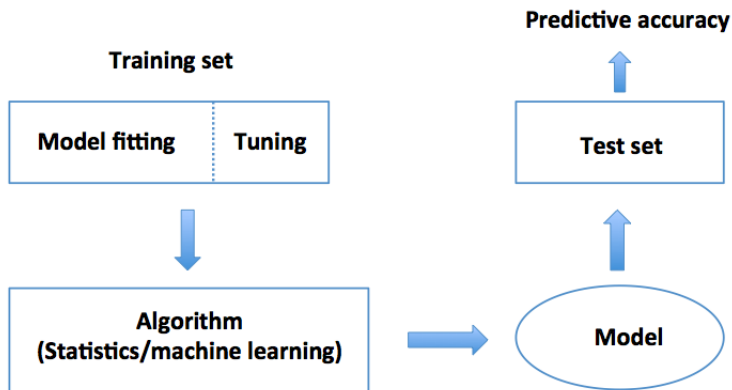 Predictive accuracy
Training set
Model fitting
Tuning
Test set
Algorithm
(Statistics/machine learning)
Model